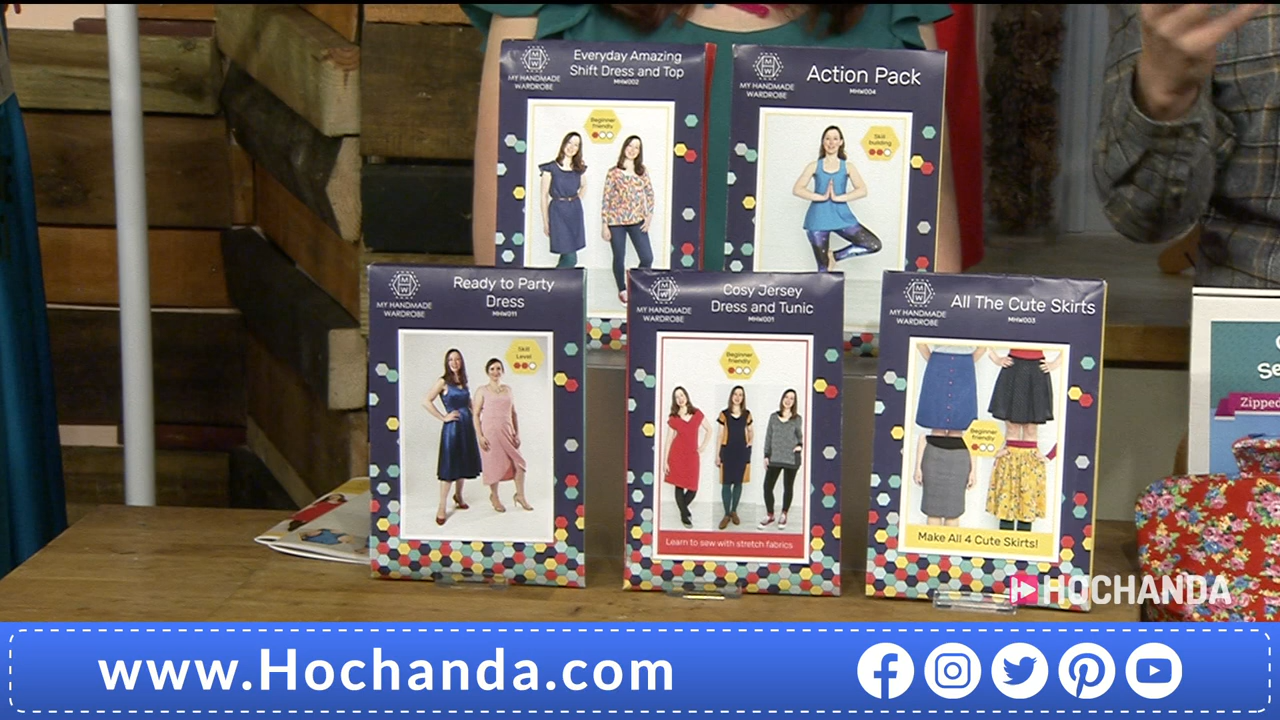 MY HANDMADE
WARDROBE
Everyday Amazing
Shift Dress and Top
MHW002
Beginner
friendly
MY HANDMADE
WARDROBE
Action Pack
MHW004
Skill
building
MY HANDMADE
WARDROBE
Ready to Party
Dress
MHW011
Skill
Level
MY HANDMADE
WARDROBE
Cosy Jersey
Dress and Tunic
MHW001
Beginner
friendly
Learn to sew with stretch fabrics
MY HANDMADE
WARDROBE
All The Cute Skirts
MHW003
Beginner
friendly
Make All 4 Cute Skirts!
Zipped
HOCHANDA
www.Hochanda.com